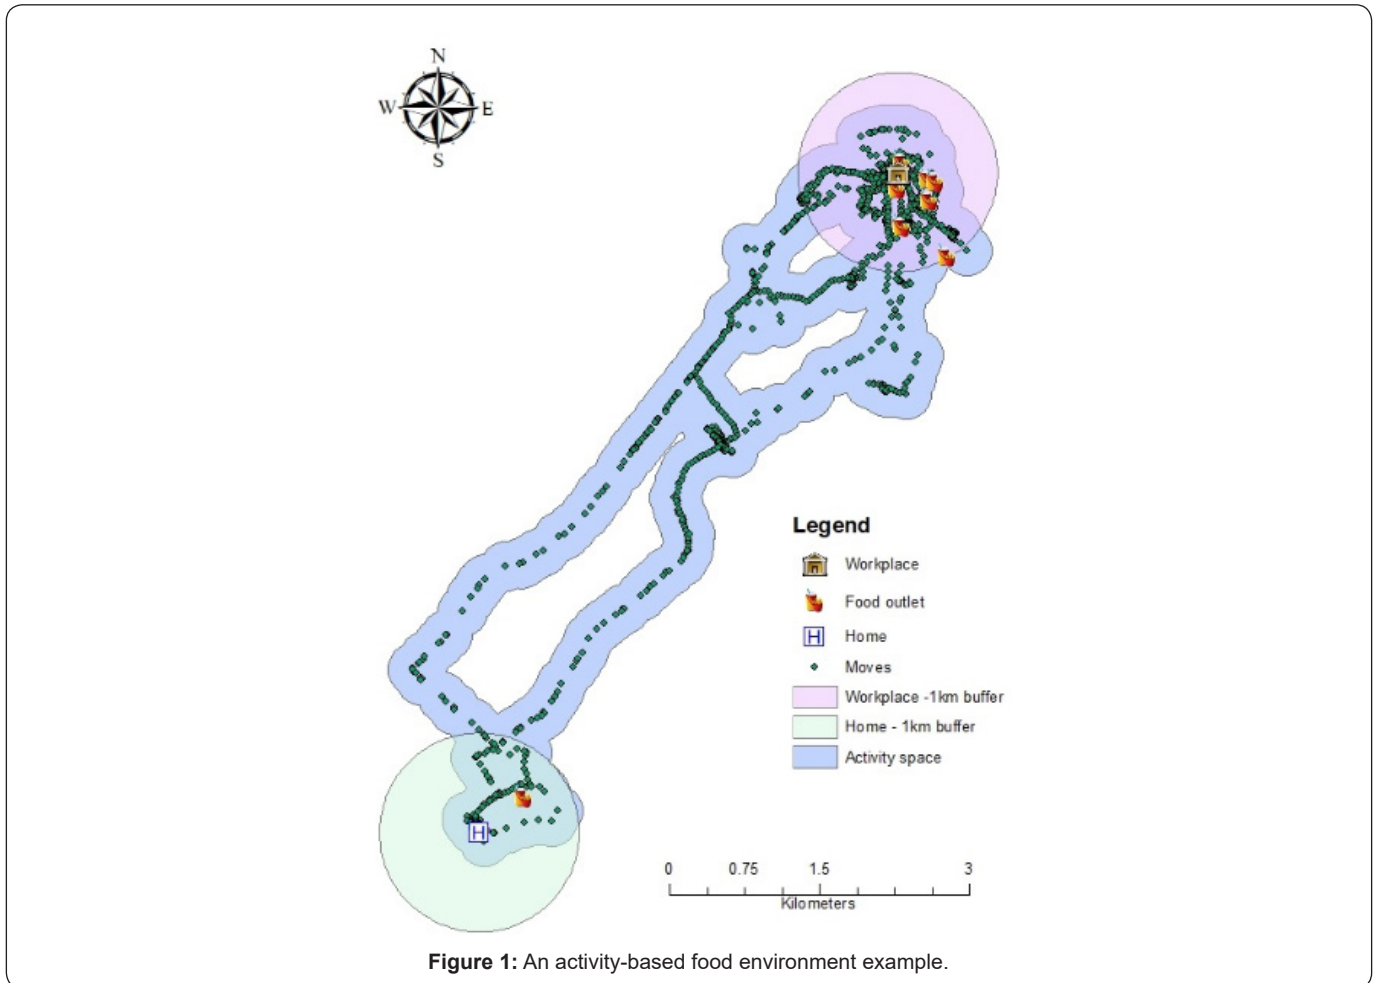 N
W E
S
Legend
Workplace
Food outlet
H Home
Moves
Workplace -1km buffer
Home - 1km buffer
Activity space
H
0 0.75 1.5 3
Kilometers
Figure 1: An activity-based food environment example.